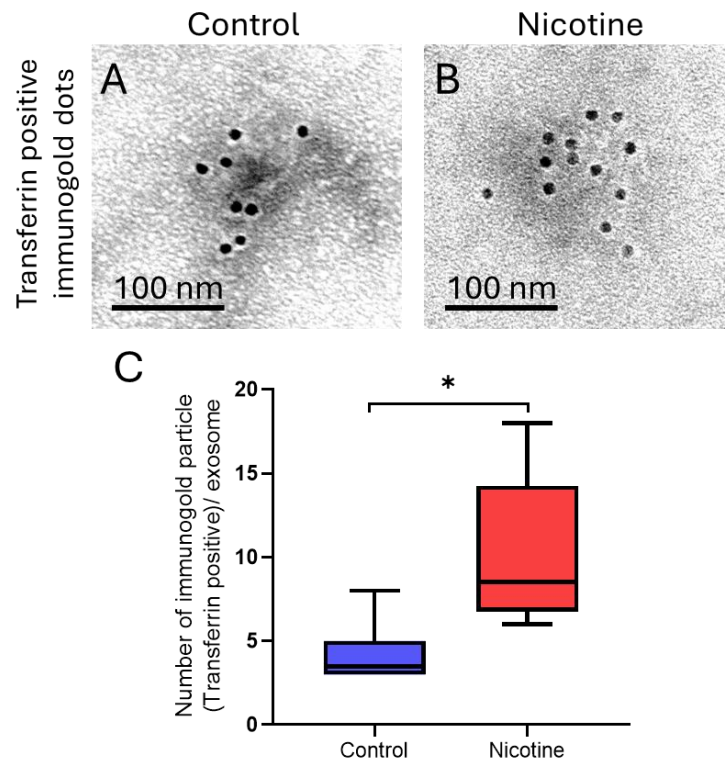 Control
Nicotine
Transferrin positive
immunogold dots
A
B
100 nm
100 nm
C
*
Number of immunogold particle
(Transferrin positive)/ exosome
20
15
10
5
0
Control
Nicotine